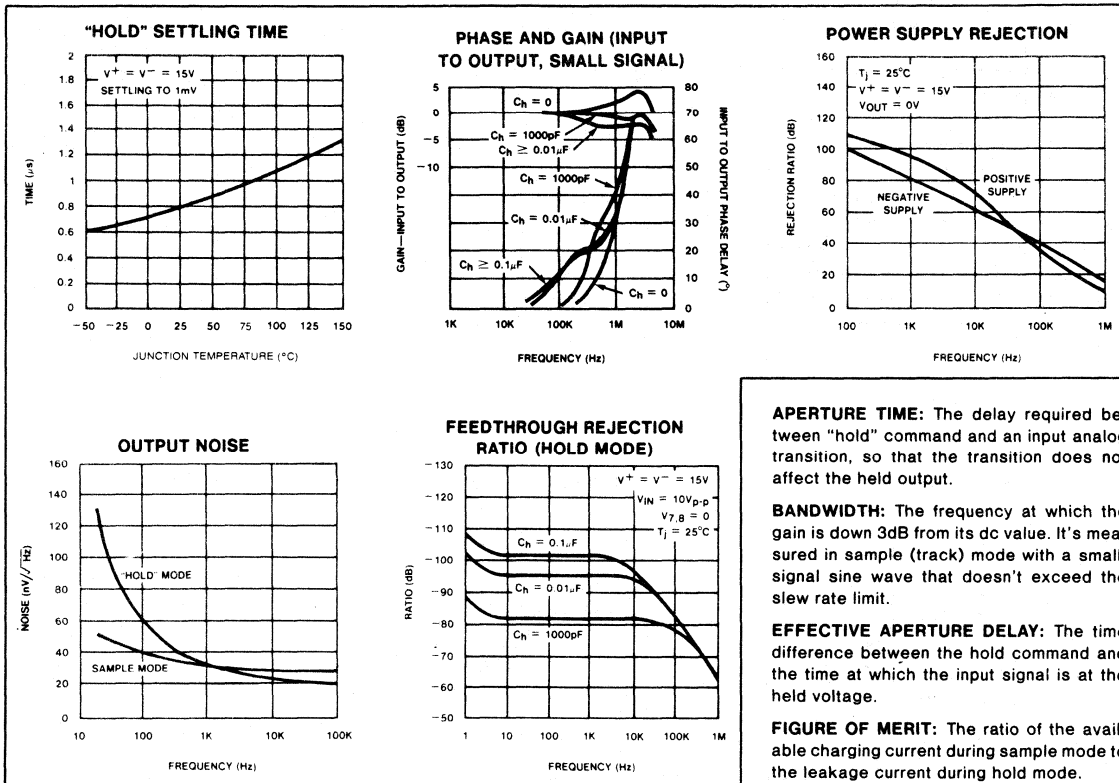 "HOLD" SETTLING TIME
2
1.8
1.6
1.4
1.2
1
0.8
0.6
0.4
0.2
0
V+ = V− = 15V
SETTLING TO 1mV
TIME (μs)
−50 −25 0 25 50 75 100 125 150
JUNCTION TEMPERATURE (°C)
PHASE AND GAIN (INPUT
TO OUTPUT, SMALL SIGNAL)
5
0
−5
−10
80
70
60
50
40
30
20
10
0
Ch = 0
Ch = 1000pF
Ch ≥ 0.01μF
Ch = 1000pF
Ch = 0.01μF
Ch ≥ 0.1μF
Ch = 0
GAIN—INPUT TO OUTPUT (dB)
INPUT TO OUTPUT PHASE DELAY (°)
1K 10K 100K 1M 10M
FREQUENCY (Hz)
POWER SUPPLY REJECTION
160
140
120
100
80
60
40
20
0
Tj = 25°C
V+ = V− = 15V
VOUT = 0V
POSITIVE
SUPPLY
NEGATIVE
SUPPLY
REJECTION RATIO (dB)
100 1K 10K 100K 1M
FREQUENCY (Hz)
OUTPUT NOISE
160
140
120
100
80
60
40
20
0
"HOLD" MODE
SAMPLE MODE
NOISE (nV/√Hz)
10 100 1K 10K 100K
FREQUENCY (Hz)
FEEDTHROUGH REJECTION
RATIO (HOLD MODE)
−130
−120
−110
−100
−90
−80
−70
−60
−50
V+ = V− = 15V
VIN = 10Vp-p
V7,8 = 0
Tj = 25°C
Ch = 0.1μF
Ch = 0.01μF
Ch = 1000pF
RATIO (dB)
1 10 100 1K 10K 100K 1M
FREQUENCY (Hz)
APERTURE TIME: The delay required be
tween "hold" command and an input analog
transition, so that the transition does no
affect the held output.
BANDWIDTH: The frequency at which the
gain is down 3dB from its dc value. It's mea
sured in sample (track) mode with a small
signal sine wave that doesn't exceed the
slew rate limit.
EFFECTIVE APERTURE DELAY: The time
difference between the hold command and
the time at which the input signal is at the
held voltage.
FIGURE OF MERIT: The ratio of the avail
able charging current during sample mode to
the leakage current during hold mode.